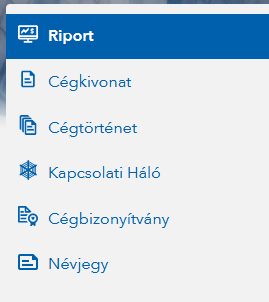 Riport
Cégkivonat
Cégtörténet
Kapcsolati Háló
Cégbizonyítvány
Névjegy